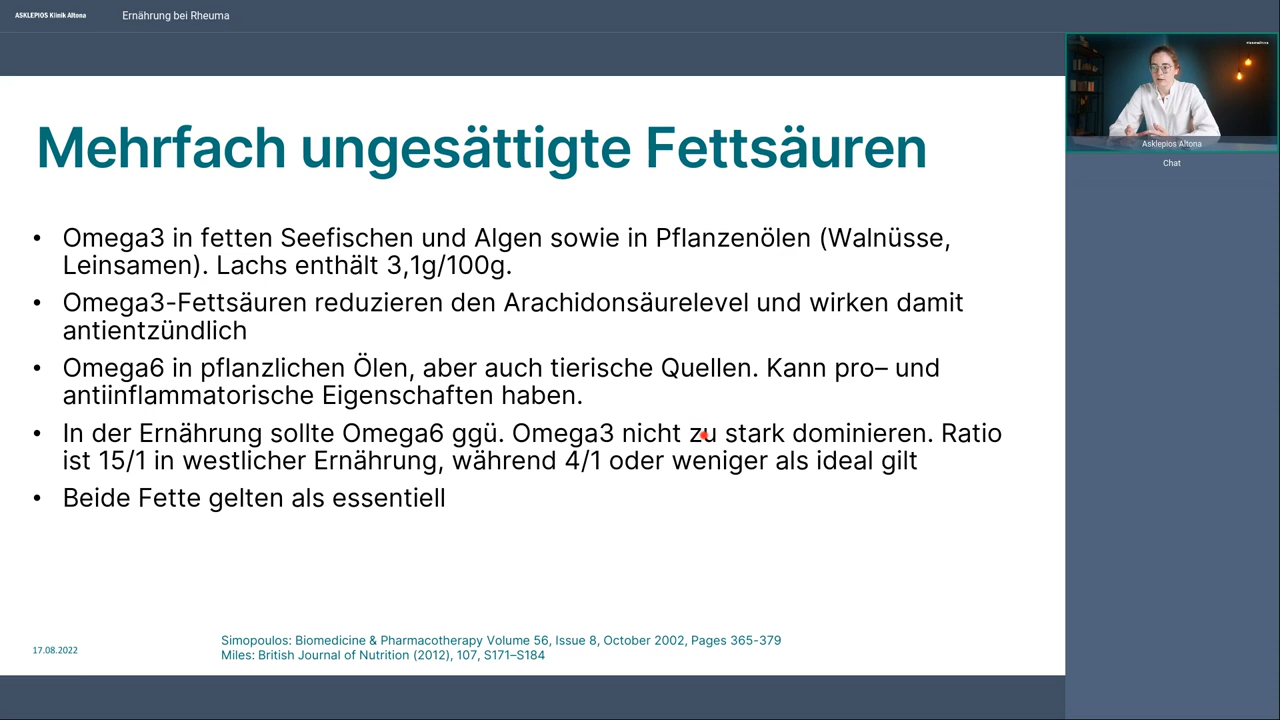 ASKLEPIOS Klinik Altona
Ernährung bei Rheuma
Mehrfach ungesättigte Fettsäuren
• Omega3 in fetten Seefischen und Algen sowie in Pflanzenölen (Walnüsse,
Leinsamen). Lachs enthält 3,1g/100g.
• Omega3-Fettsäuren reduzieren den Arachidonsäurelevel und wirken damit
antientzündlich
• Omega6 in pflanzlichen Ölen, aber auch tierische Quellen. Kann pro– und
antiinflammatorische Eigenschaften haben.
• In der Ernährung sollte Omega6 ggü. Omega3 nicht zu stark dominieren. Ratio
ist 15/1 in westlicher Ernährung, während 4/1 oder weniger als ideal gilt
• Beide Fette gelten als essentiell
17.08.2022
Simopoulos: Biomedicine & Pharmacotherapy Volume 56, Issue 8, October 2002, Pages 365-379
Miles: British Journal of Nutrition (2012), 107, S171–S184
Asklepios Altona
Chat